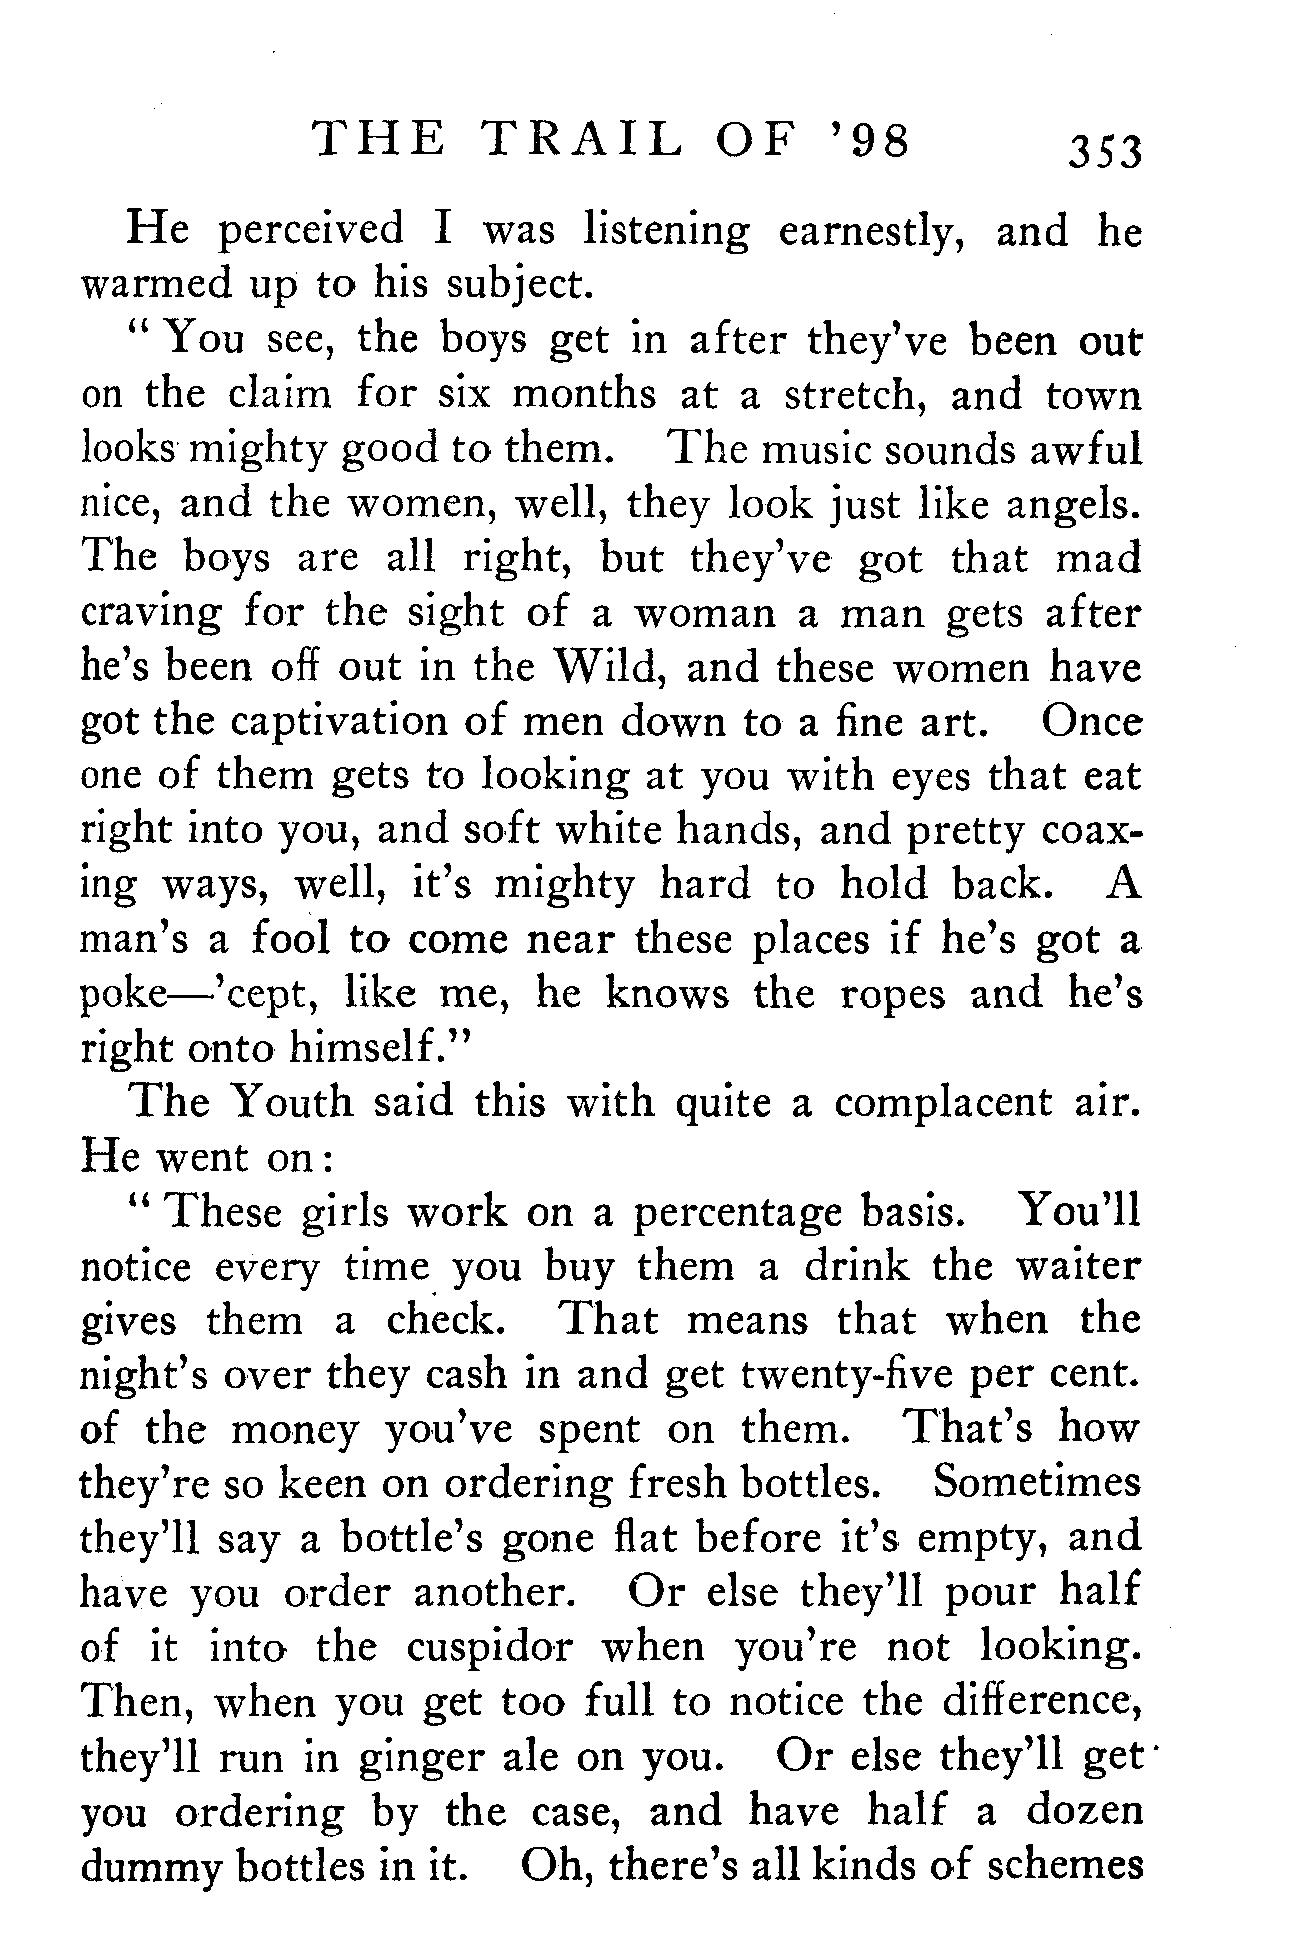 THE TRAIL OF ’98 353
He perceived I was listening earnestly, and he
warmed up to his subject.
“ You see, the boys get in after they’ve been out
on the claim for six months at a stretch, and town
looks mighty good to them. The music sounds awful
nice, and the women, well, they look just like angels.
The boys are all right, but they’ve got that mad
craving for the sight of a woman a man gets after
he’s been off out in the Wild, and these women have
got the captivation of men down to a fine art. Once
one of them gets to looking at you with eyes that eat
right into you, and soft white hands, and pretty coax-
ing ways, well, it’s mighty hard to hold back. A
man’s a fool to come near these places if he’s got a
poke—’cept, like me, he knows the ropes and he’s
right onto himself.”
The Youth said this with quite a complacent air.
He went on:
“ These girls work on a percentage basis. You’ll
notice every time you buy them a drink the waiter
gives them a check. That means that when the
night’s over they cash in and get twenty-five per cent.
of the money you’ve spent on them. That’s how
they’re so keen on ordering fresh bottles. Sometimes
they’ll say a bottle’s gone flat before it’s empty, and
have you order another. Or else they’ll pour half
of it into the cuspidor when you’re not looking.
Then, when you get too full to notice the difference,
they’ll run in ginger ale on you. Or else they’ll get
you ordering by the case, and have half a dozen
dummy bottles in it. Oh, there’s all kinds of schemes